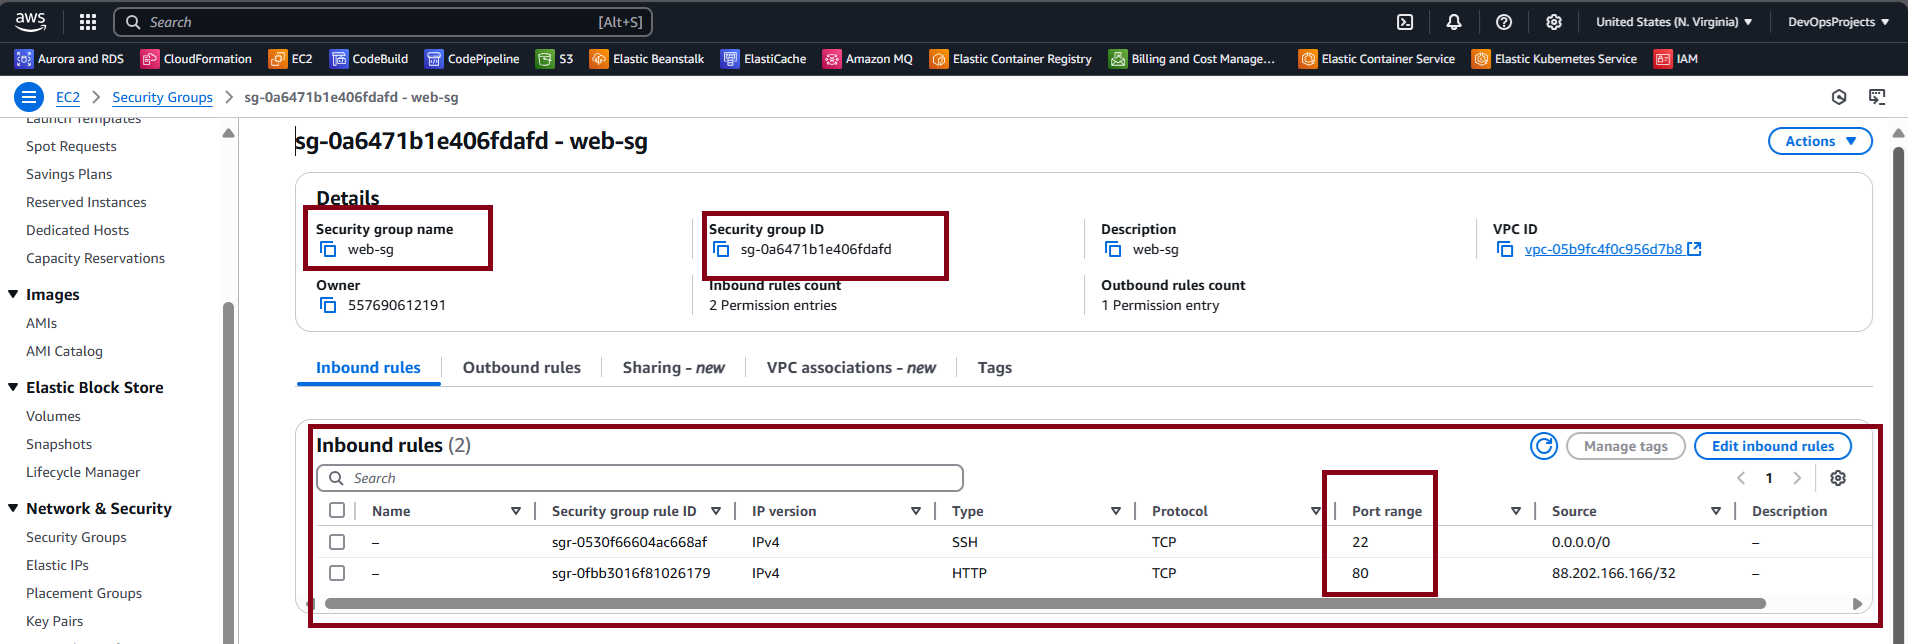 aws
Search [Alt+S]
United States (N. Virginia) ▼
DevOpsProjects ▼
Aurora and RDS
CloudFormation
EC2
CodeBuild
CodePipeline
S3
Elastic Beanstalk
ElastiCache
Amazon MQ
Elastic Container Registry
Billing and Cost Manage...
Elastic Container Service
Elastic Kubernetes Service
IAM
EC2 > Security Groups > sg-0a6471b1e406fdafd - web-sg
Launch Templates
Spot Requests
Savings Plans
Reserved Instances
Dedicated Hosts
Capacity Reservations
Images
AMIs
AMI Catalog
Elastic Block Store
Volumes
Snapshots
Lifecycle Manager
Network & Security
Security Groups
Elastic IPs
Placement Groups
Key Pairs
sg-0a6471b1e406fdafd - web-sg
Actions ▼
Details
Security group name
web-sg
Security group ID
sg-0a6471b1e406fdafd
Description
web-sg
VPC ID
vpc-05b9fc4f0c956d7b8
Owner
557690612191
Inbound rules count
2 Permission entries
Outbound rules count
1 Permission entry
Inbound rules
Outbound rules
Sharing - new
VPC associations - new
Tags
Inbound rules (2)
Manage tags
Edit inbound rules
Search
1
Name Security group rule ID IP version Type Protocol Port range Source Description
– sgr-0530f66604ac668af IPv4 SSH TCP 22 0.0.0.0/0 –
– sgr-0fbb3016f81026179 IPv4 HTTP TCP 80 88.202.166.166/32 –